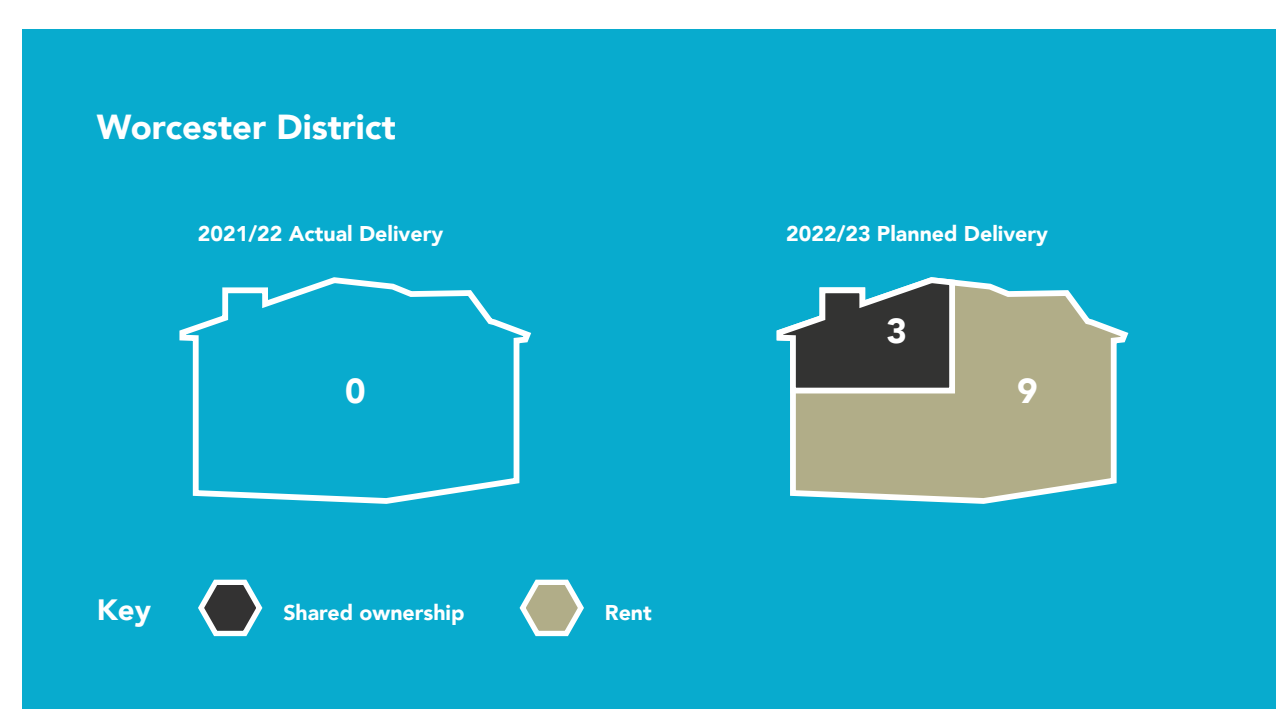 Worcester District
2021/22 Actual Delivery
2022/23 Planned Delivery
0
3
9
Key
Shared ownership
Rent